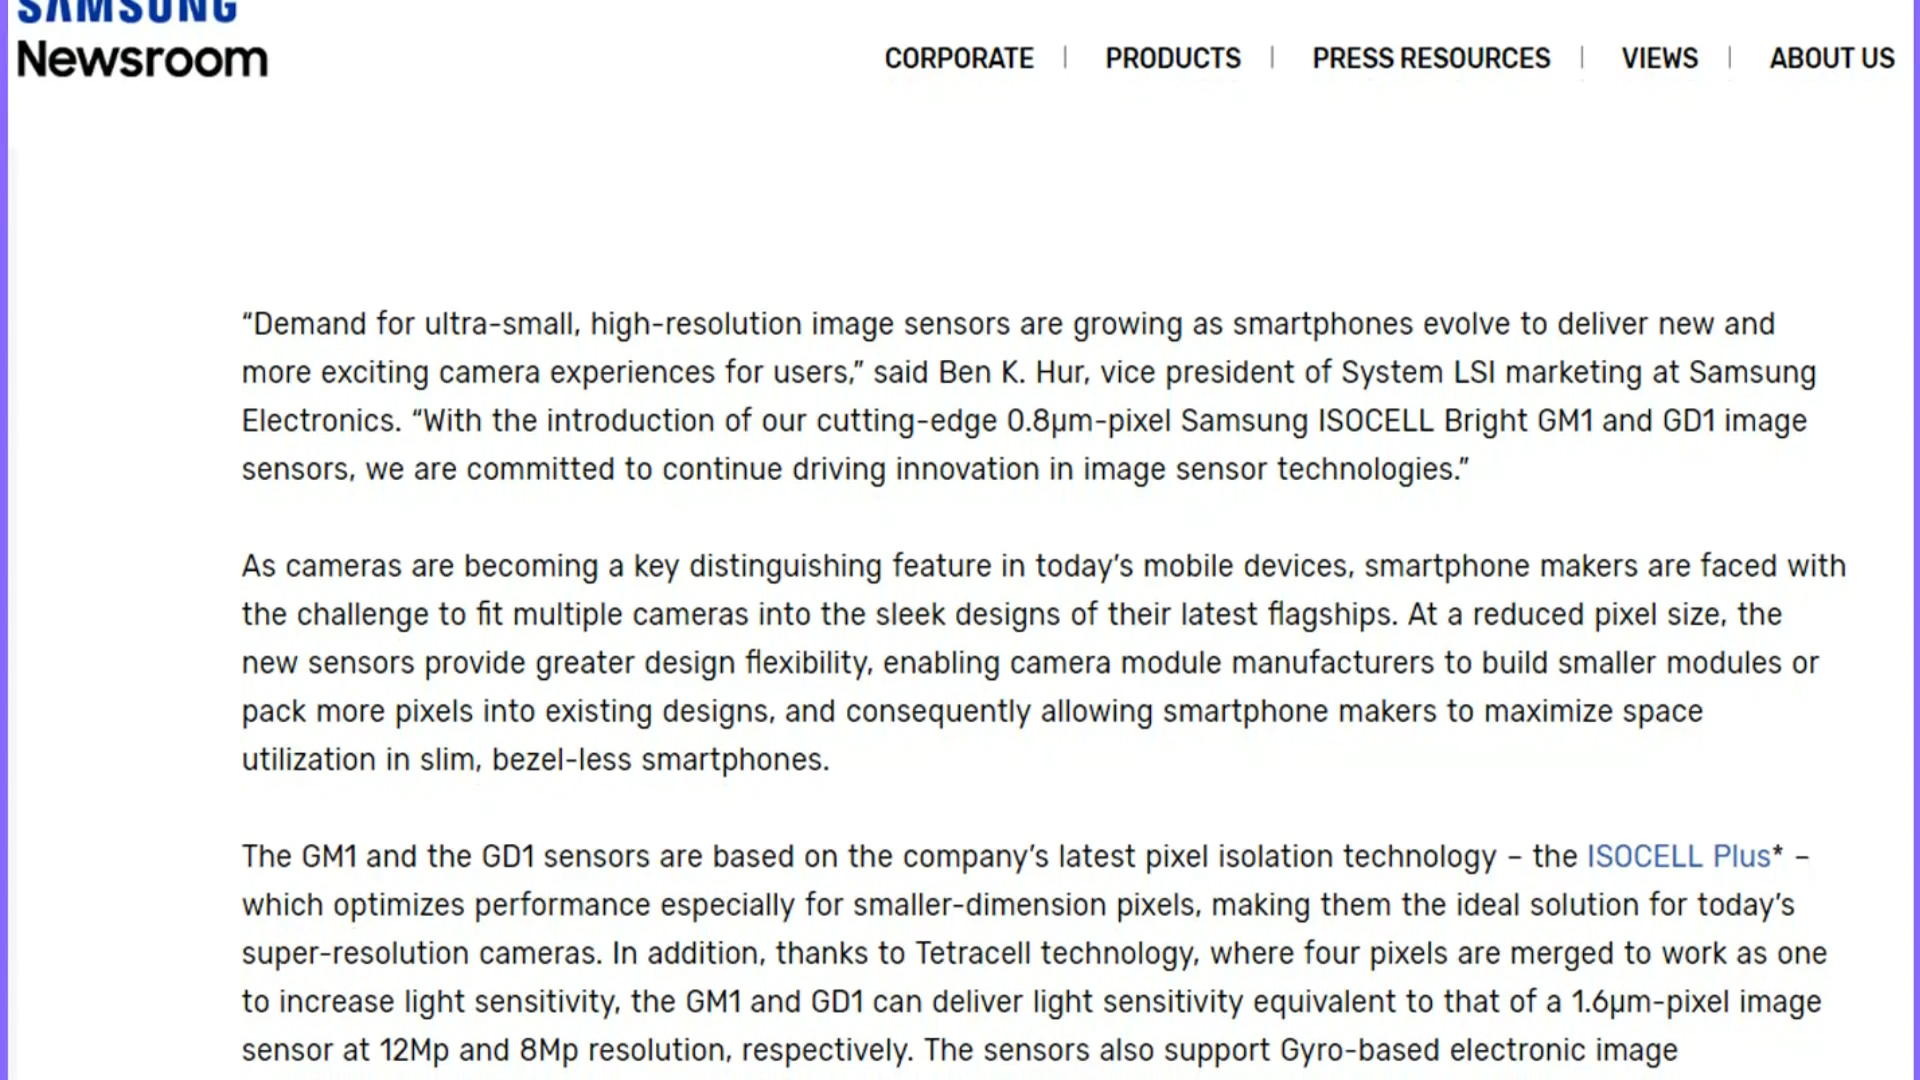 SAMSUNG
Newsroom
CORPORATE | PRODUCTS | PRESS RESOURCES | VIEWS | ABOUT US
“Demand for ultra-small, high-resolution image sensors are growing as smartphones evolve to deliver new and
more exciting camera experiences for users,” said Ben K. Hur, vice president of System LSI marketing at Samsung
Electronics. “With the introduction of our cutting-edge 0.8μm-pixel Samsung ISOCELL Bright GM1 and GD1 image
sensors, we are committed to continue driving innovation in image sensor technologies.”
As cameras are becoming a key distinguishing feature in today’s mobile devices, smartphone makers are faced with
the challenge to fit multiple cameras into the sleek designs of their latest flagships. At a reduced pixel size, the
new sensors provide greater design flexibility, enabling camera module manufacturers to build smaller modules or
pack more pixels into existing designs, and consequently allowing smartphone makers to maximize space
utilization in slim, bezel-less smartphones.
The GM1 and the GD1 sensors are based on the company’s latest pixel isolation technology – the ISOCELL Plus* –
which optimizes performance especially for smaller-dimension pixels, making them the ideal solution for today’s
super-resolution cameras. In addition, thanks to Tetracell technology, where four pixels are merged to work as one
to increase light sensitivity, the GM1 and GD1 can deliver light sensitivity equivalent to that of a 1.6μm-pixel image
sensor at 12Mp and 8Mp resolution, respectively. The sensors also support Gyro-based electronic image